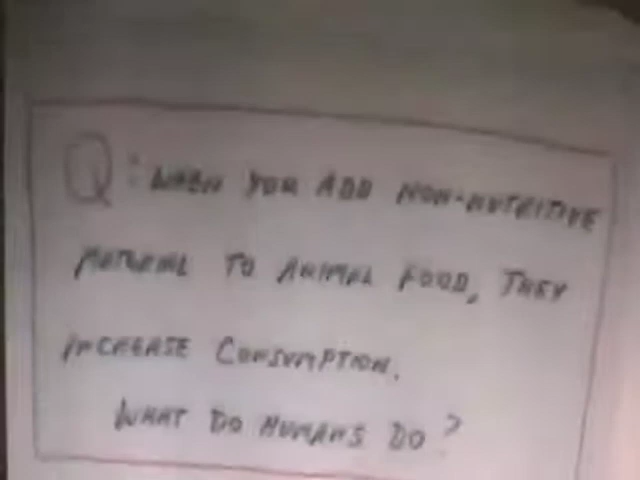 Q: WHEN YOU ADD NON-NUTRITIVE
MATERIAL TO ANIMAL FOOD, THEY
INCREASE CONSUMPTION.
WHAT DO HUMANS DO?